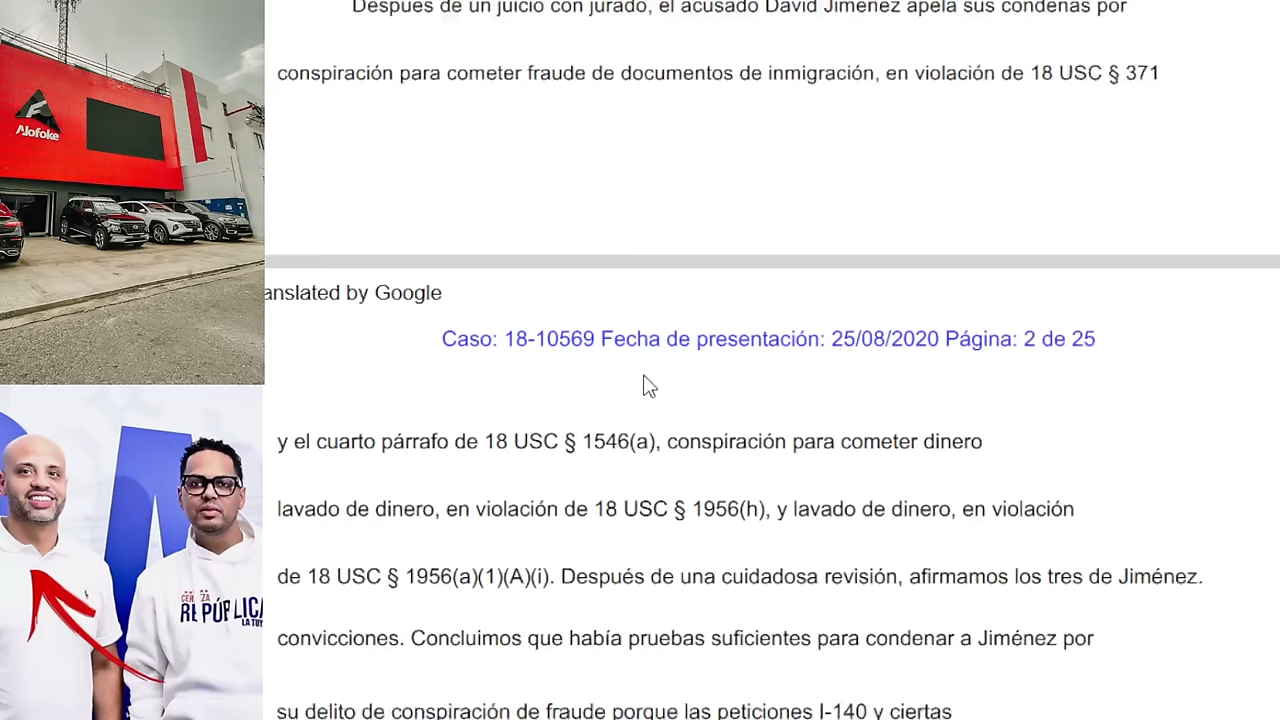 Después de un juicio con jurado, el acusado David Jiménez apela sus condenas por
conspiración para cometer fraude de documentos de inmigración, en violación de 18 USC § 371
Alofoke
anslated by Google
Caso: 18-10569 Fecha de presentación: 25/08/2020 Página: 2 de 25
y el cuarto párrafo de 18 USC § 1546(a), conspiración para cometer dinero
lavado de dinero, en violación de 18 USC § 1956(h), y lavado de dinero, en violación
de 18 USC § 1956(a)(1)(A)(i). Después de una cuidadosa revisión, afirmamos los tres de Jiménez.
convicciones. Concluimos que había pruebas suficientes para condenar a Jiménez por
su delito de conspiración de fraude porque las peticiones I-140 y ciertas
REPÚBLICA
LA TUY